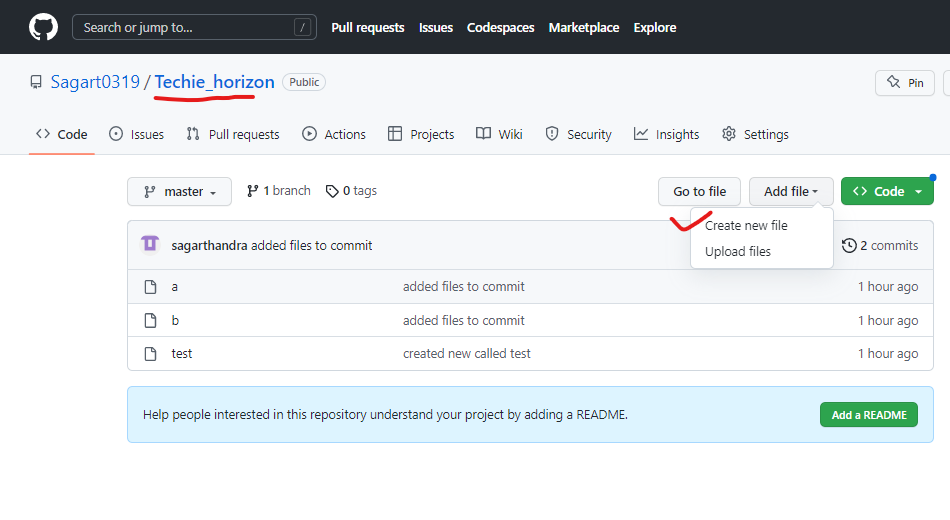 Search or jump to... / Pull requests Issues Codespaces Marketplace Explore
Sagart0319 / Techie_horizon Public Pin
Code Issues Pull requests Actions Projects Wiki Security Insights Settings
master 1 branch 0 tags Go to file Add file Code
Create new file
Upload files
sagarthandra added files to commit 2 commits
a added files to commit 1 hour ago
b added files to commit 1 hour ago
test created new called test 1 hour ago
Help people interested in this repository understand your project by adding a README. Add a README